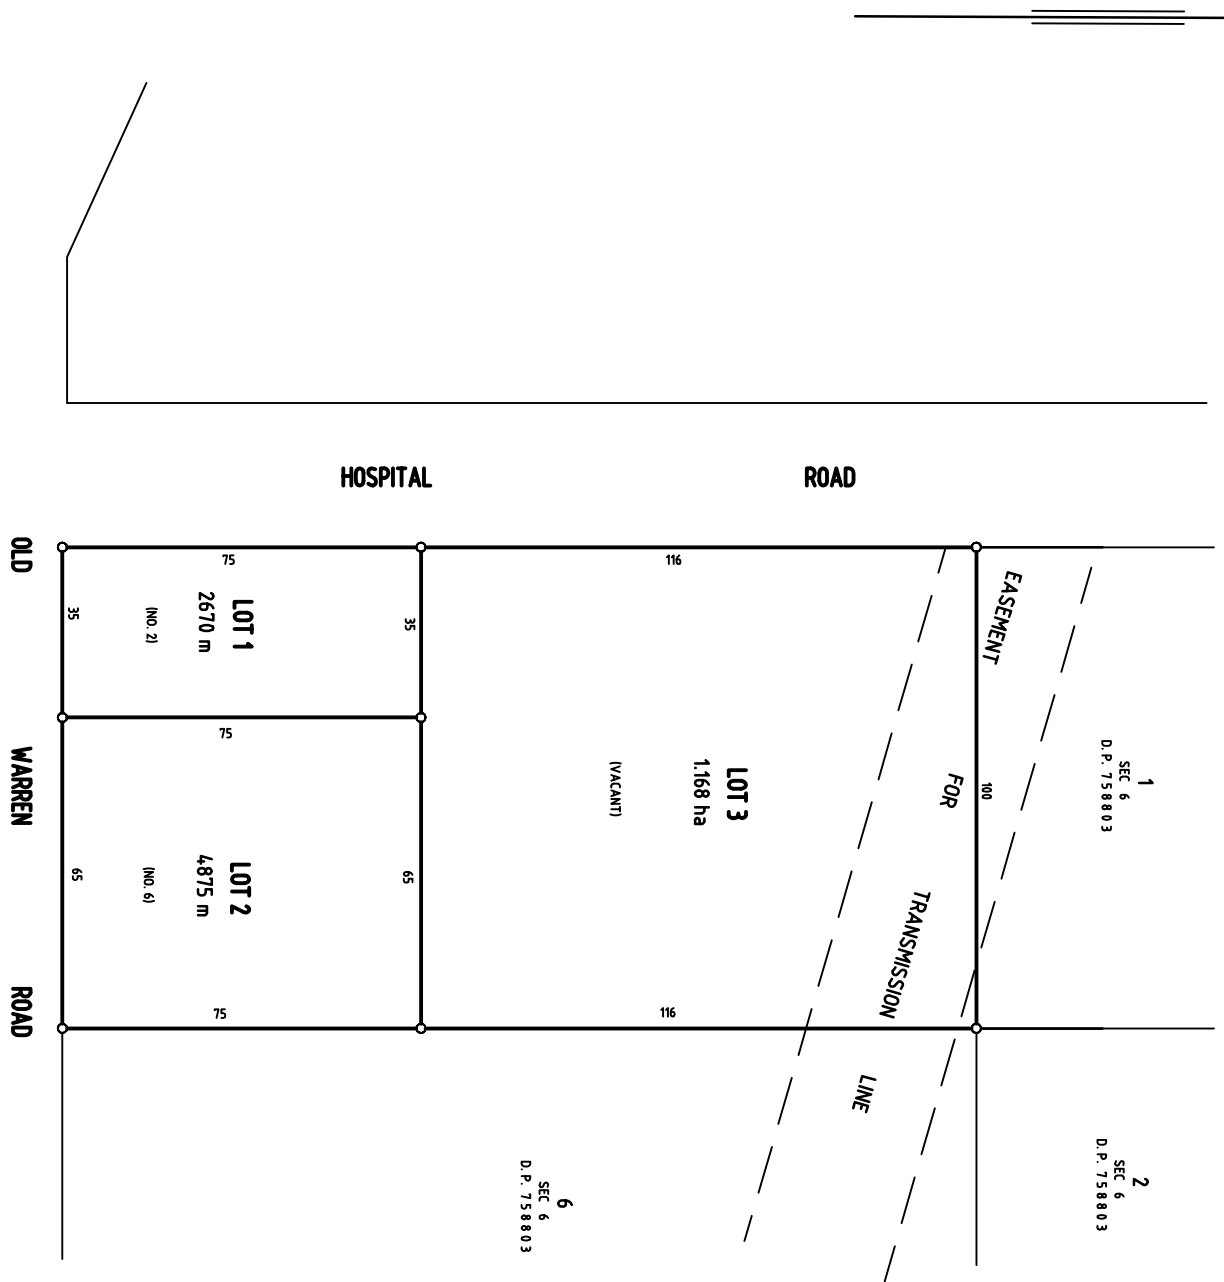 HOSPITAL ROAD
OLD WARREN ROAD
75
35
35
LOT 1
2670 m
(NO. 2)
75
65
65
LOT 2
4875 m
(NO. 6)
75
116
LOT 3
1.168 ha
(VACANT)
100
116
EASEMENT FOR TRANSMISSION LINE
1
SEC 6
D.P. 758803
2
SEC 6
D.P. 758803
6
SEC 6
D.P. 758803